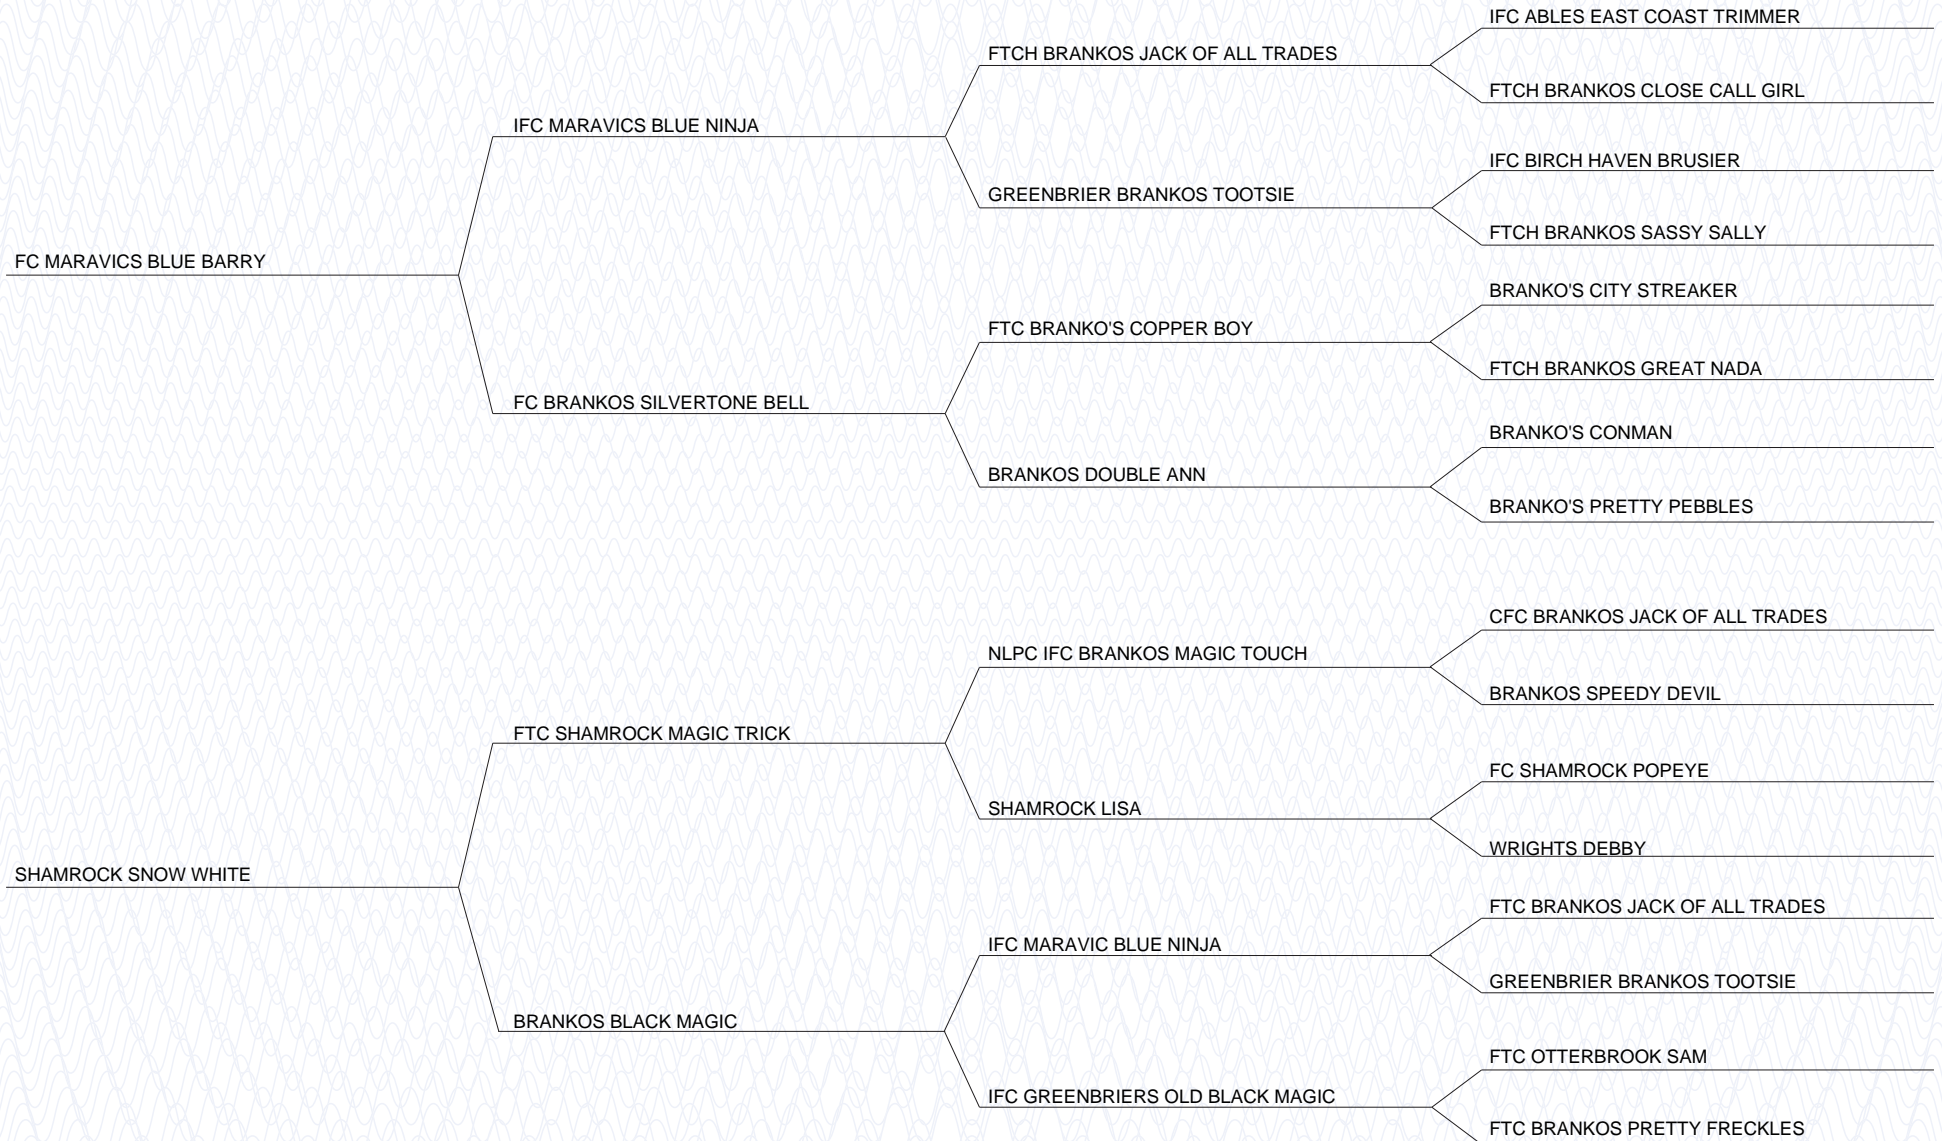 IFC ABLES EAST COAST TRIMMER
FTCH BRANKOS JACK OF ALL TRADES
FTCH BRANKOS CLOSE CALL GIRL
IFC MARAVICS BLUE NINJA
IFC BIRCH HAVEN BRUSIER
GREENBRIER BRANKOS TOOTSIE
FTCH BRANKOS SASSY SALLY
FC MARAVICS BLUE BARRY
BRANKO'S CITY STREAKER
FTC BRANKO'S COPPER BOY
FTCH BRANKOS GREAT NADA
FC BRANKOS SILVERTONE BELL
BRANKO'S CONMAN
BRANKOS DOUBLE ANN
BRANKO'S PRETTY PEBBLES
CFC BRANKOS JACK OF ALL TRADES
NLPC IFC BRANKOS MAGIC TOUCH
BRANKOS SPEEDY DEVIL
FTC SHAMROCK MAGIC TRICK
FC SHAMROCK POPEYE
SHAMROCK LISA
WRIGHTS DEBBY
SHAMROCK SNOW WHITE
FTC BRANKOS JACK OF ALL TRADES
IFC MARAVIC BLUE NINJA
GREENBRIER BRANKOS TOOTSIE
BRANKOS BLACK MAGIC
FTC OTTERBROOK SAM
IFC GREENBRIERS OLD BLACK MAGIC
FTC BRANKOS PRETTY FRECKLES